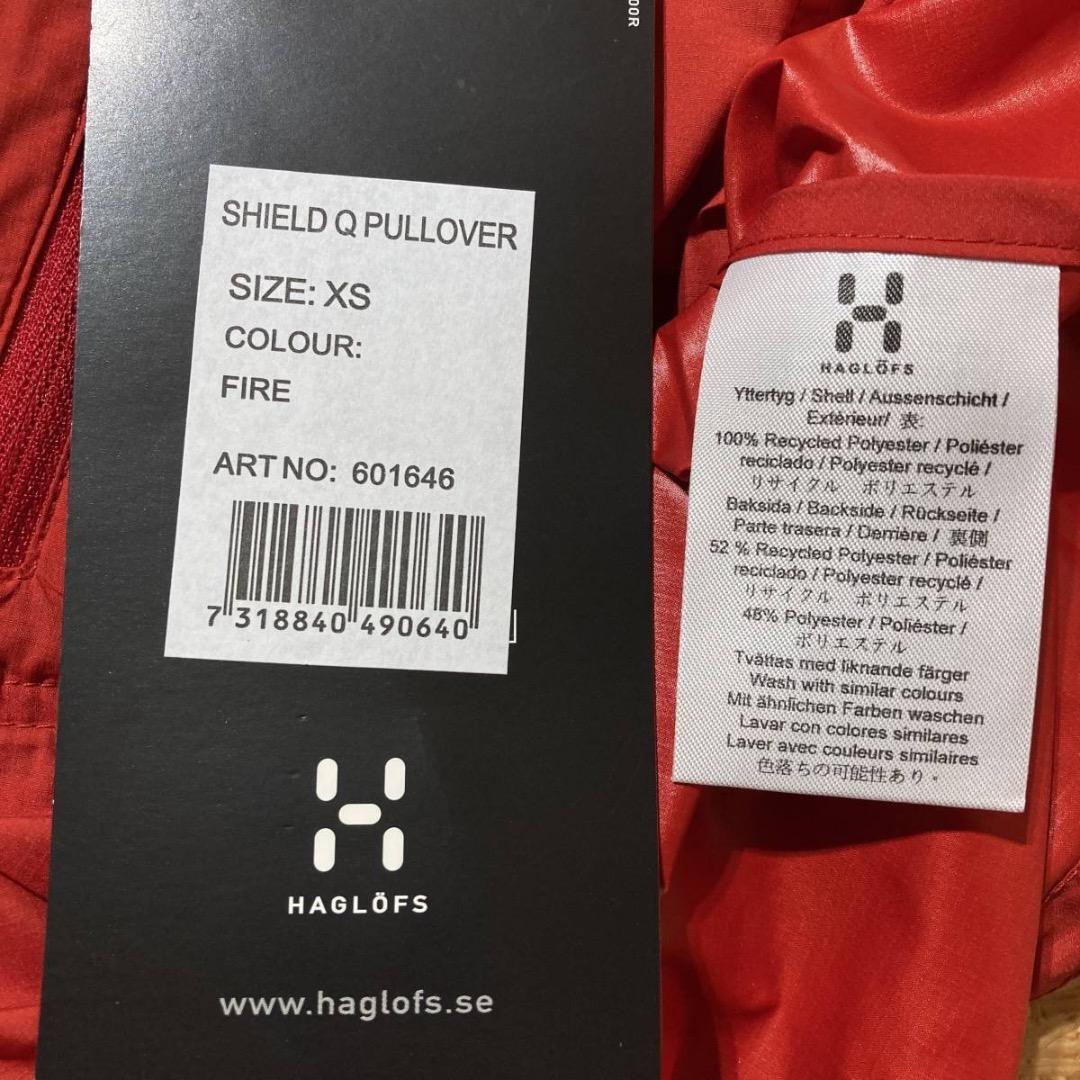 OOR
SHIELD Q PULLOVER
SIZE: XS
COLOUR:
FIRE
ART NO: 601646
7 318840 490640
HAGLÖFS
www.haglofs.se
HAGLÖFS
Yttertyg / Shell / Aussenschicht /
Extérieur/ 表:
100% Recycled Polyester / Poliéster
reciclado / Polyester recyclé /
リサイクル ポリエステル
Baksida / Backside / Rückseite /
Parte trasera / Derrière / 裏側
52 % Recycled Polyester / Poliéster
reciclado / Polyester recyclé /
リサイクル ポリエステル
48% Polyester / Poliéster /
ポリエステル
Tvättas med liknande färger
Wash with similar colours
Mit ähnlichen Farben waschen
Lavar con colores similares
Laver avec couleurs similaires
色落ちの可能性あり。